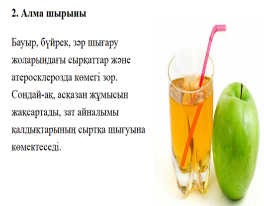 2. Алма шырыны
Бауыр, бүйрек, зәр шығару
жоларындағы сырқаттар және
атеросклерозда көмегі зор.
Сондай-ақ, асқазан жұмысын
жақсартады, зат айналымы
қалдықтарының сыртқа шығуына
көмектеседі.